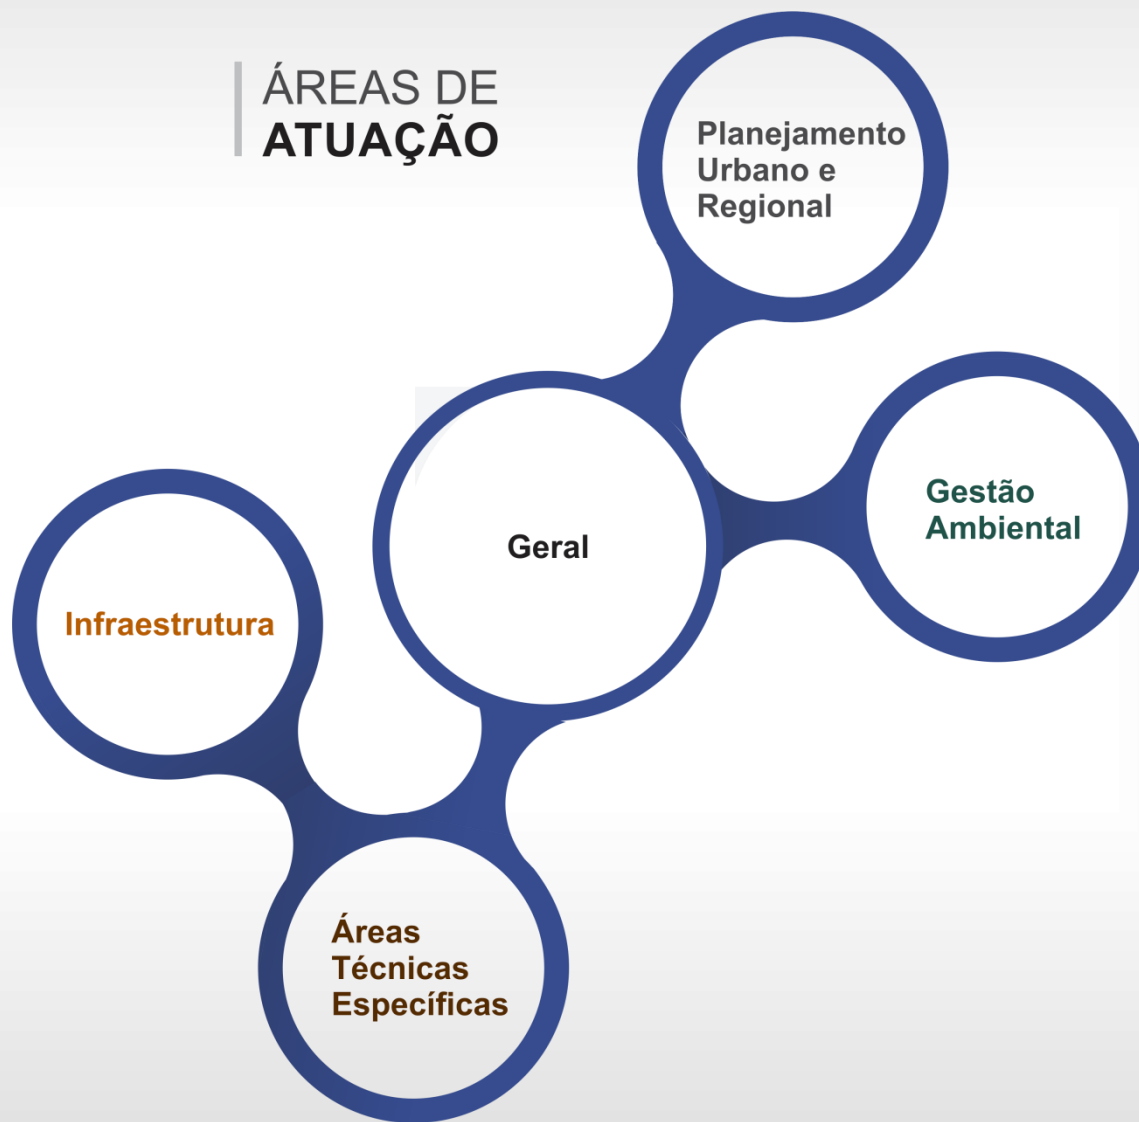 ÁREAS DE
ATUAÇÃO
Planejamento
Urbano e
Regional
Gestão
Ambiental
Geral
Infraestrutura
Áreas
Técnicas
Específicas